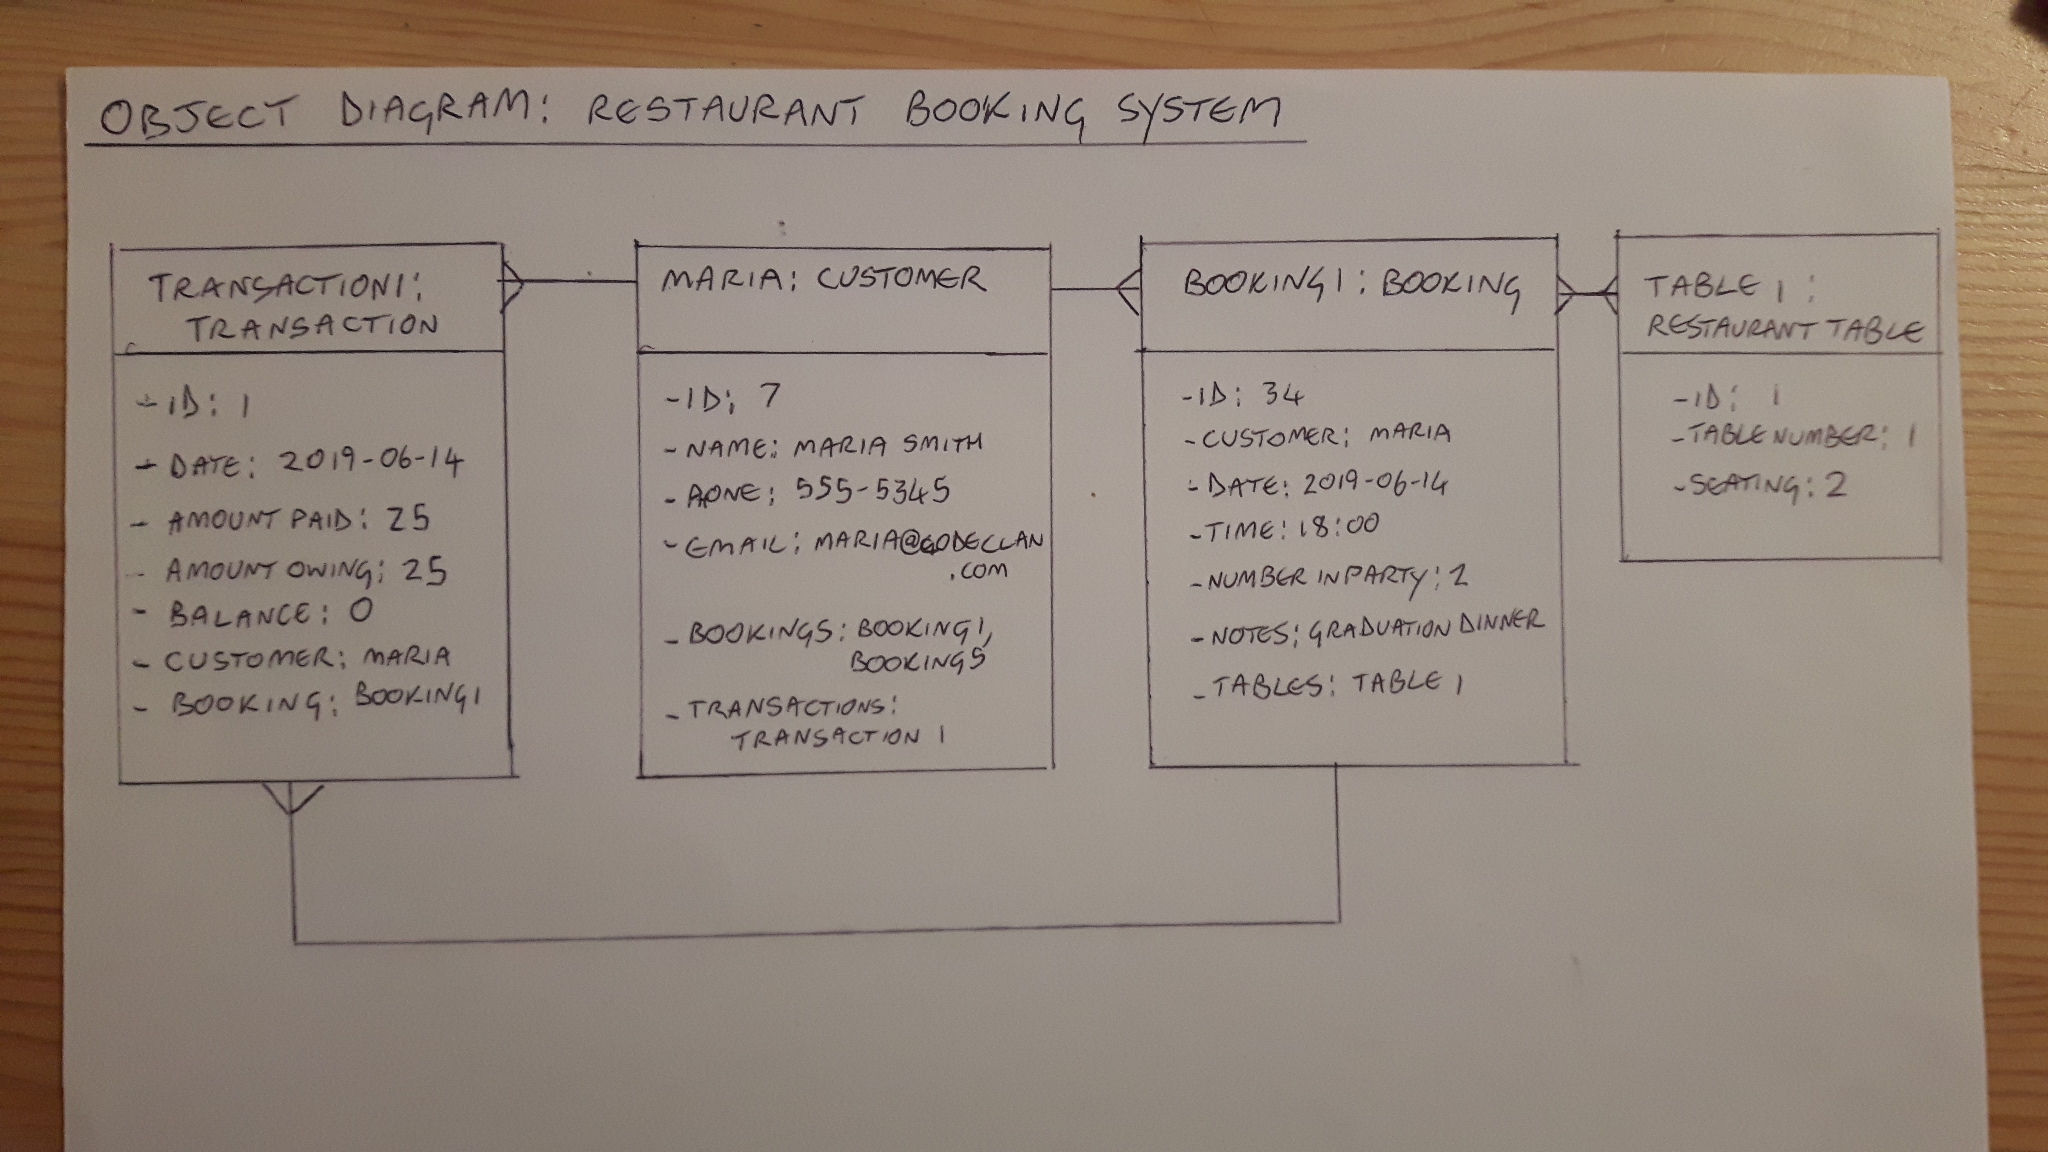 OBJECT DIAGRAM: RESTAURANT BOOKING SYSTEM
TRANSACTION1:
TRANSACTION
- ID: 1
- DATE: 2019-06-14
- AMOUNT PAID: 25
- AMOUNT OWING: 25
- BALANCE: 0
- CUSTOMER: MARIA
- BOOKING: BOOKING1
MARIA: CUSTOMER
- ID: 7
- NAME: MARIA SMITH
- PHONE: 555-5345
- EMAIL: MARIA@CODECLAN
.COM
- BOOKINGS: BOOKING1,
BOOKING5
- TRANSACTIONS:
TRANSACTION 1
BOOKING1: BOOKING
- ID: 34
- CUSTOMER: MARIA
- DATE: 2019-06-14
- TIME: 18:00
- NUMBER IN PARTY: 2
- NOTES: GRADUATION DINNER
- TABLES: TABLE 1
TABLE 1:
RESTAURANT TABLE
- ID: 1
- TABLE NUMBER: 1
- SEATING: 2